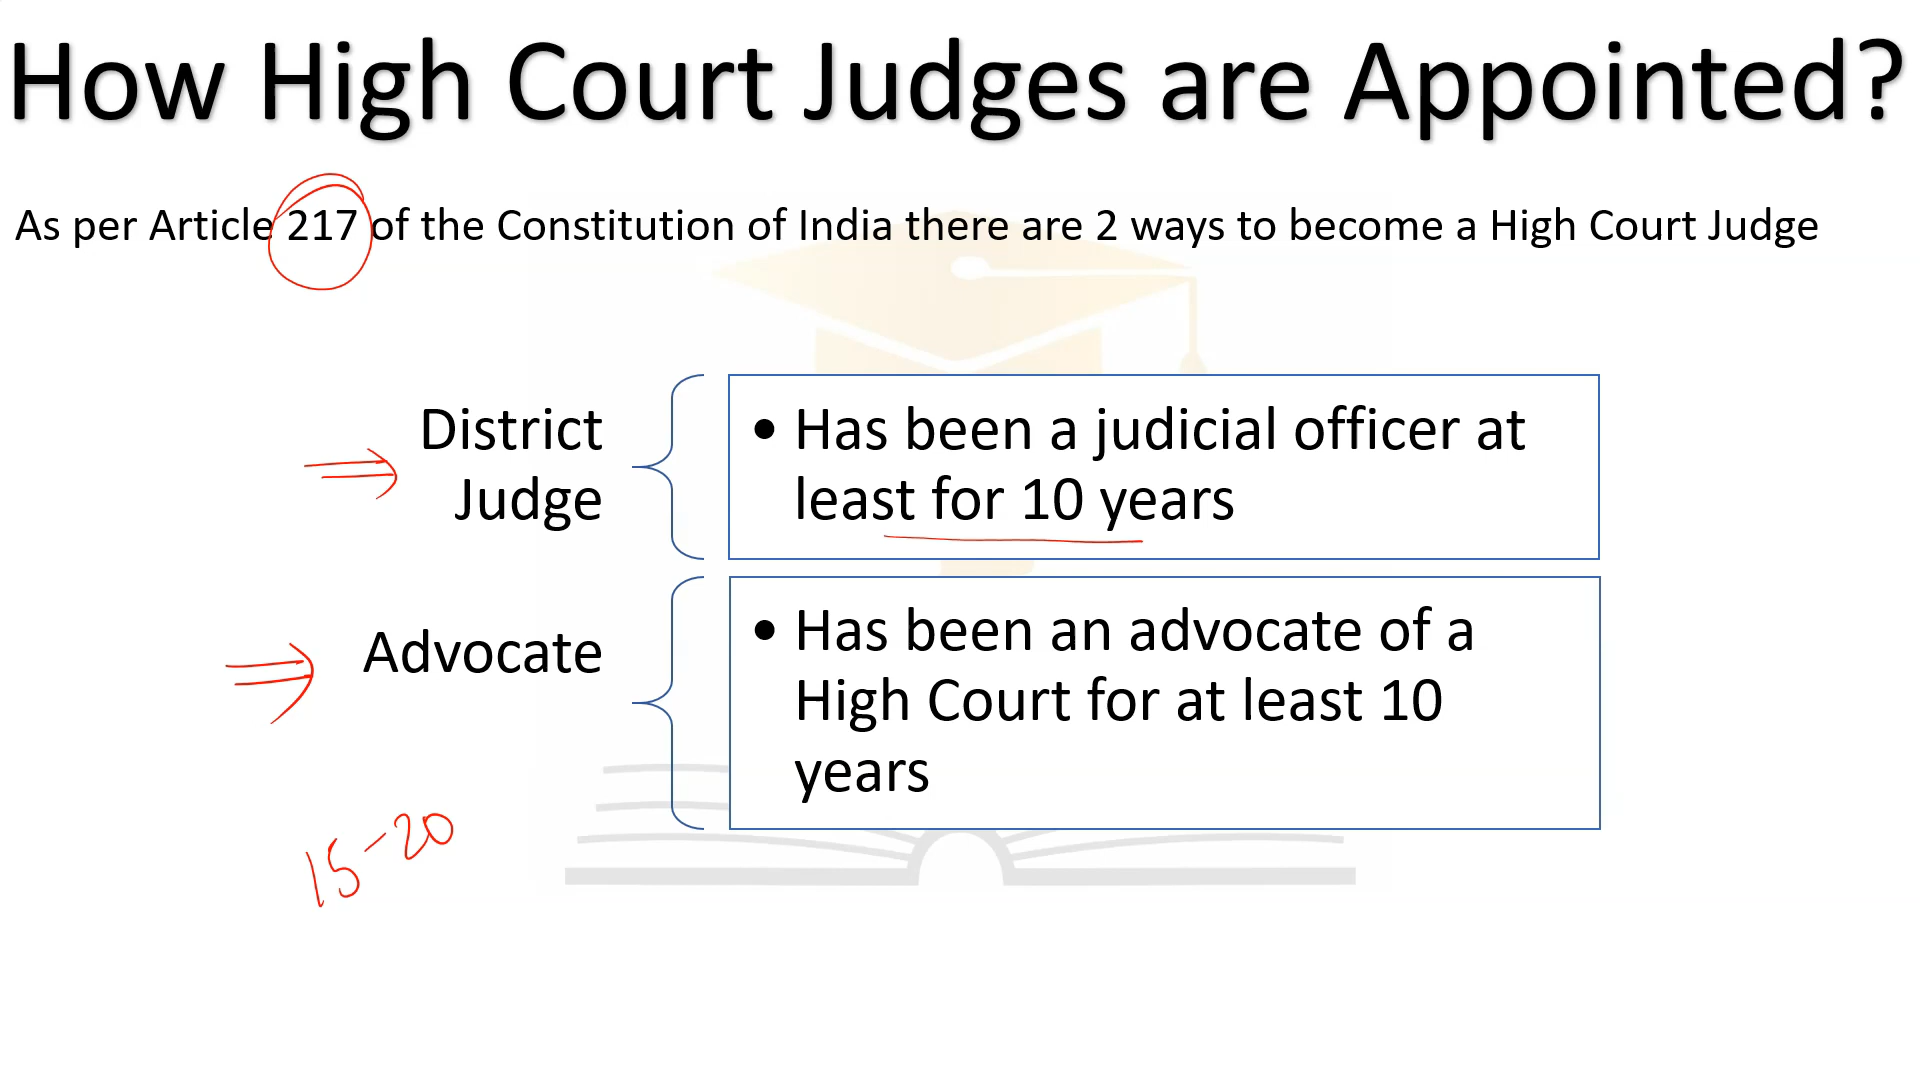 How High Court Judges are Appointed?
As per Article 217 of the Constitution of India there are 2 ways to become a High Court Judge
District
Judge
• Has been a judicial officer at
least for 10 years
Advocate
• Has been an advocate of a
High Court for at least 10
years
15-20